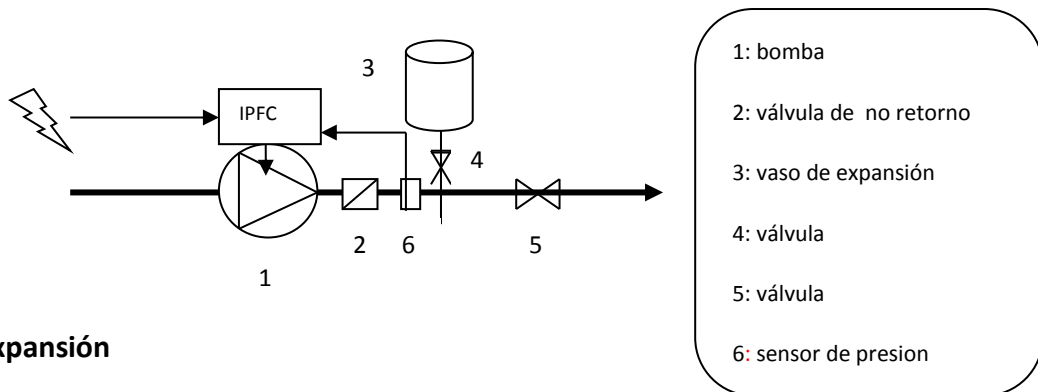 IPFC
3
4
2
6
5
1
1: bomba
2: válvula de no retorno
3: vaso de expansión
4: válvula
5: válvula
6: sensor de presion
xpansión